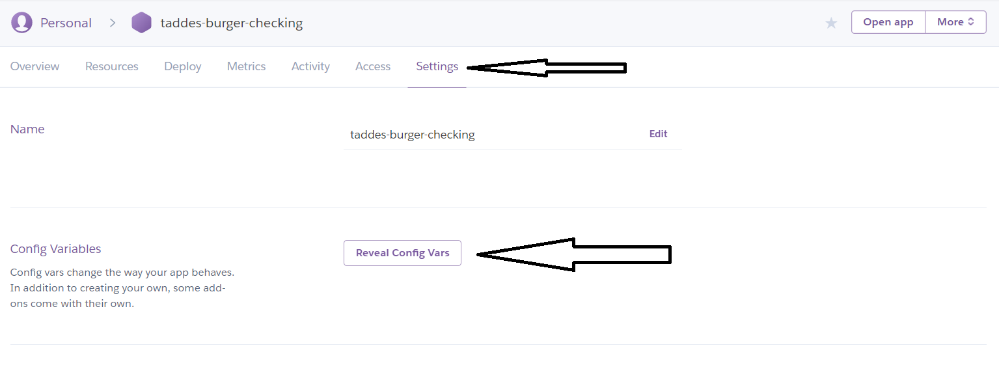 Personal > taddes-burger-checking Open app More
Overview Resources Deploy Metrics Activity Access Settings
Name taddes-burger-checking Edit
Config Variables Reveal Config Vars
Config vars change the way your app behaves.
In addition to creating your own, some add-
ons come with their own.